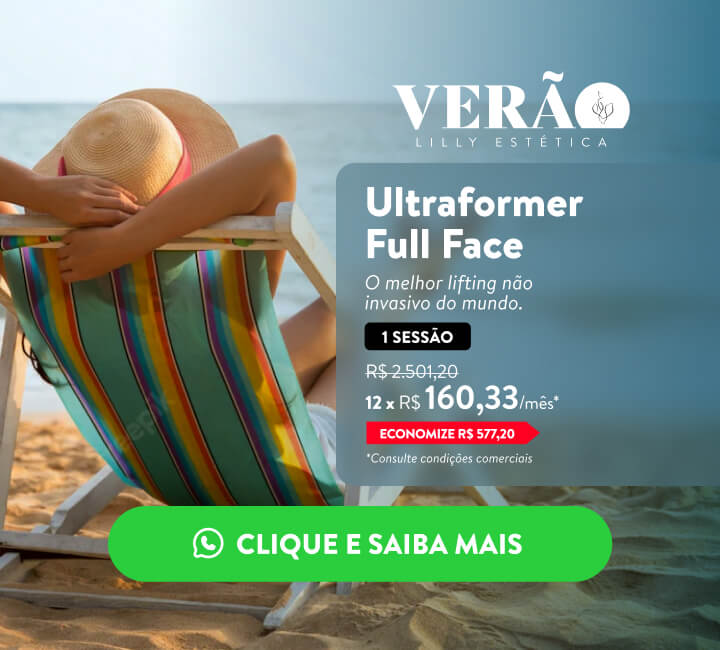 VERÃO
LILLY ESTÉTICA
Ultraformer
Full Face
O melhor lifting não
invasivo do mundo.
1 SESSÃO
R$ 2.501,20
12 x R$ 160,33/mês*
ECONOMIZE R$ 577,20
*Consulte condições comerciais
CLIQUE E SAIBA MAIS